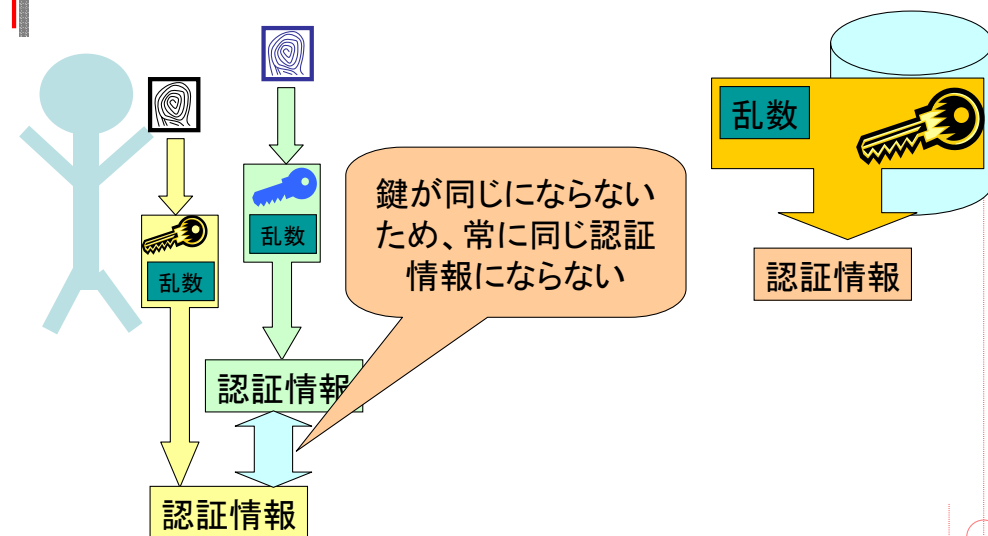 乱数
乱数
鍵が同じにならない
ため、常に同じ認証
情報にならない
認証情報
認証情報
乱数
認証情報